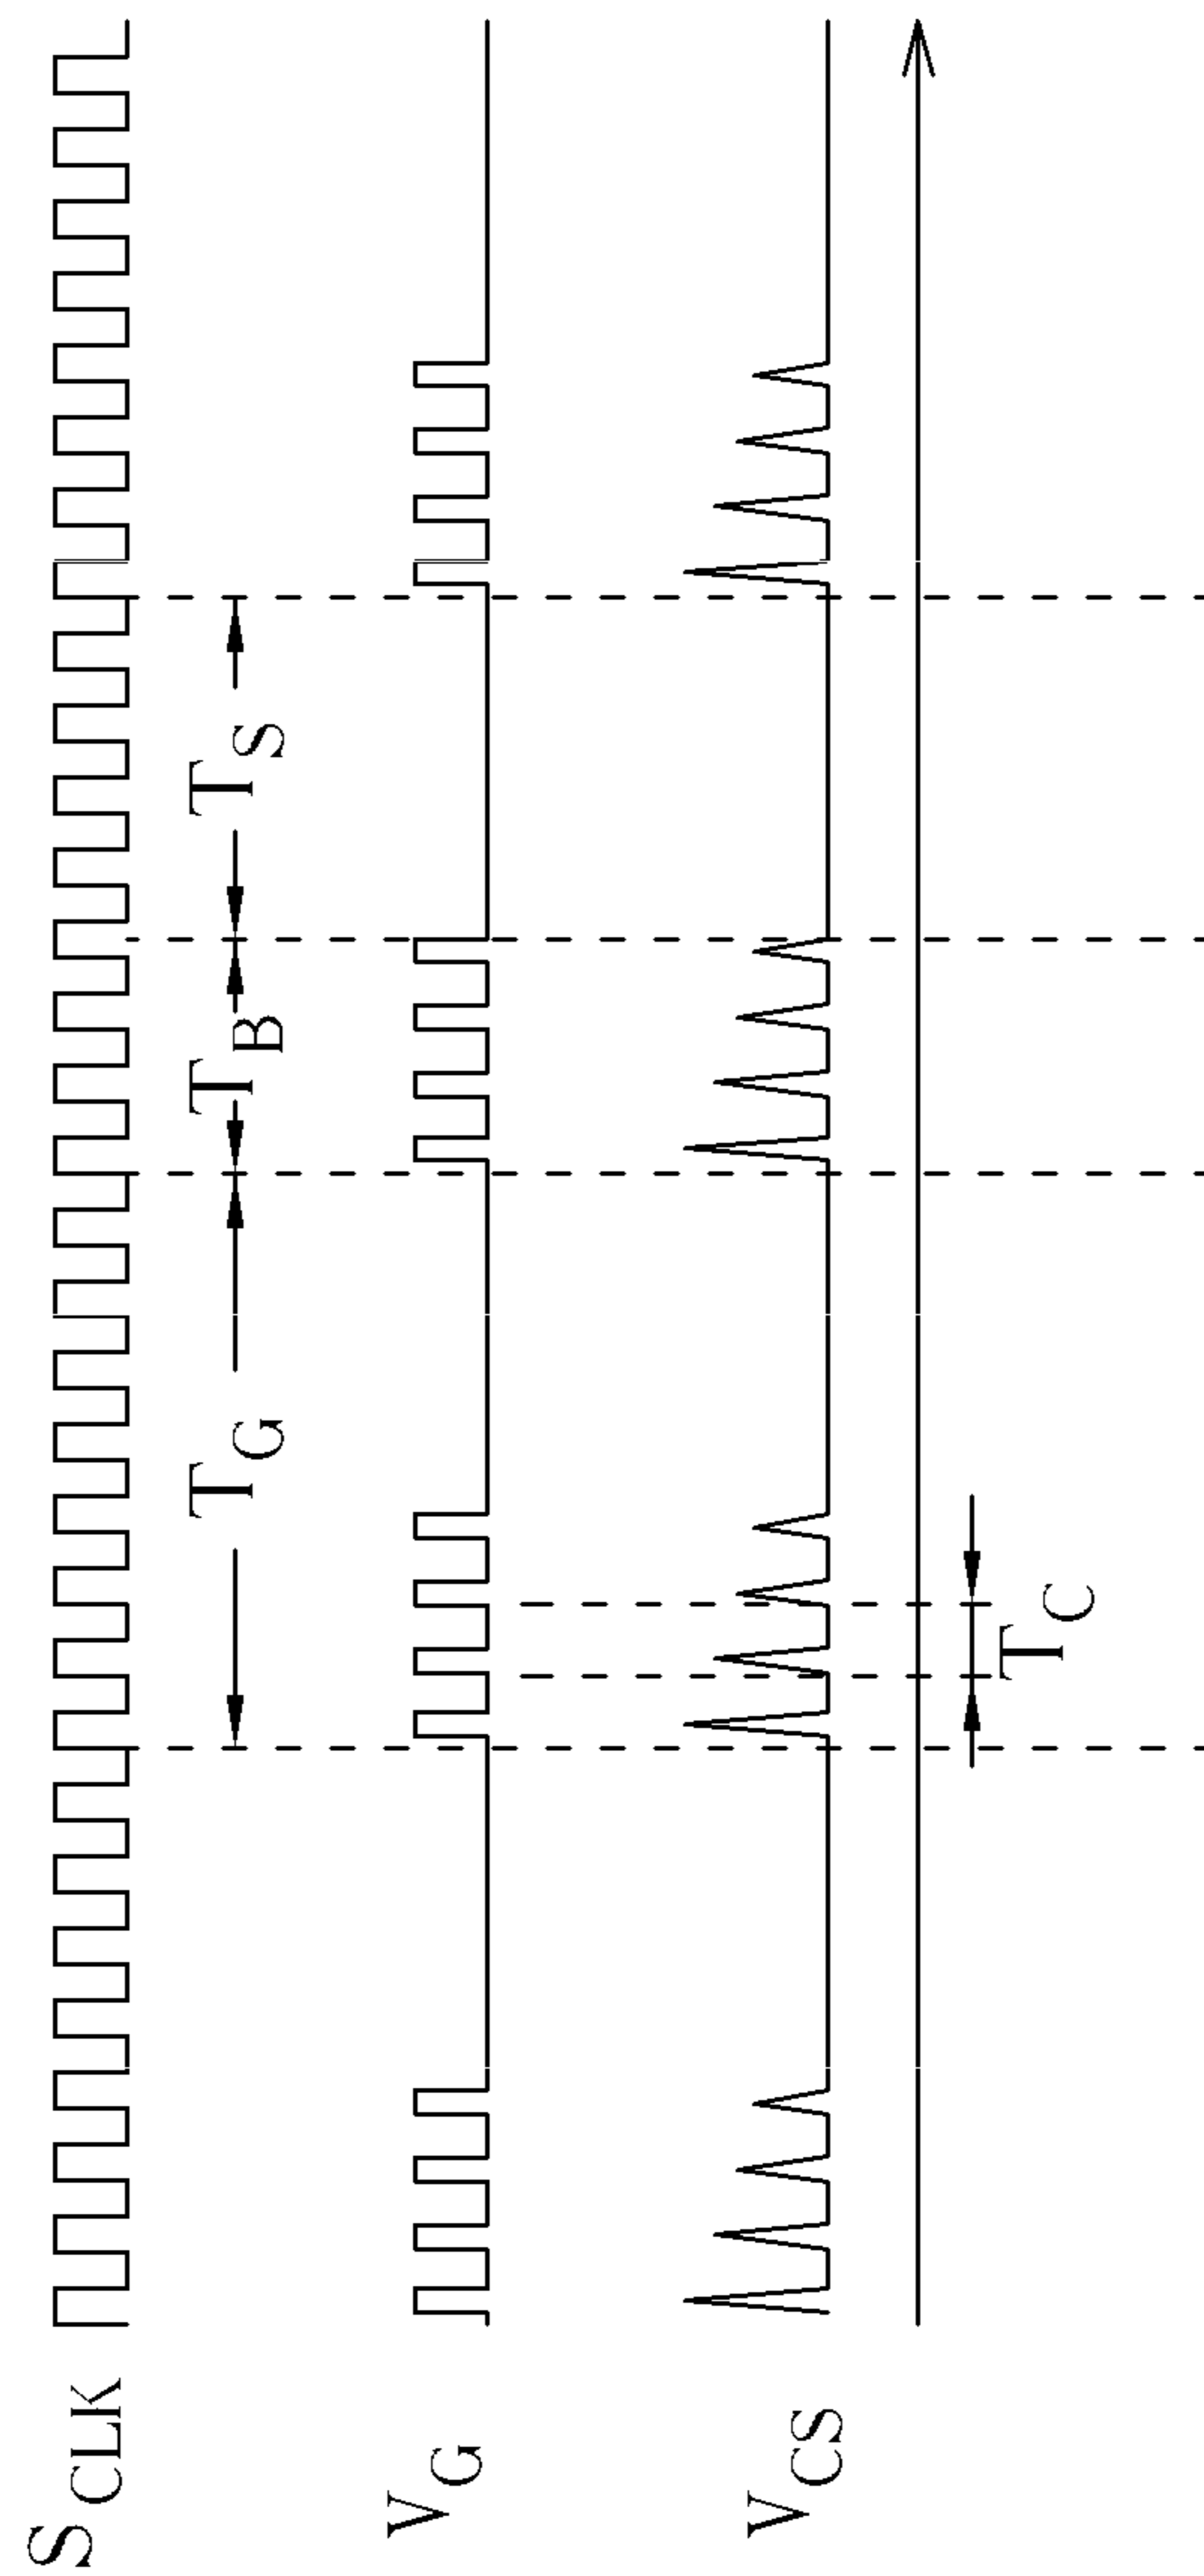 S_CLK
T_G
T_B
T_S
V_G
V_CS
T_C